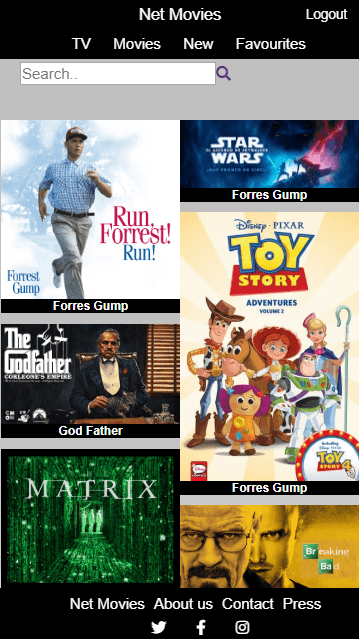 Net Movies
Logout
TV Movies New Favourites
Search..
Run,
Forrest!
Run!
Forrest
Gump
Forres Gump
STAR
WARS
Forres Gump
Disney · PIXAR
TOY
STORY
ADVENTURES
VOLUME 2
TOY
STORY
4
Forres Gump
The
Godfather
CORLEONE'S EMPIRE
God Father
MATRIX
Breaking
Bad
Net Movies About us Contact Press